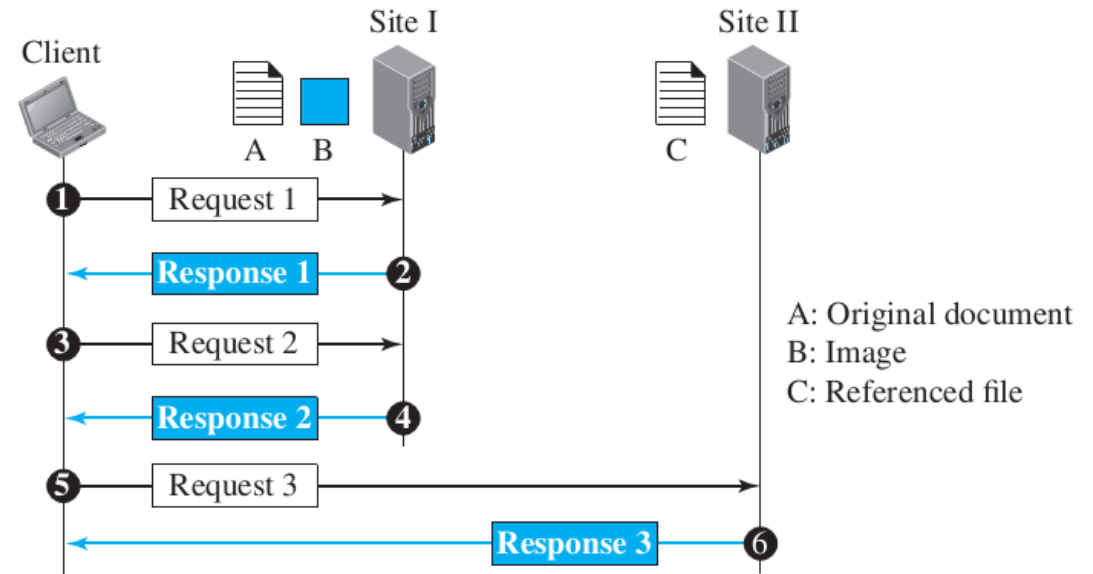 Site I
Site II
Client
A
B
C
1
Request 1
Response 1
2
3
Request 2
Response 2
4
A: Original document
B: Image
C: Referenced file
5
Request 3
Response 3
6